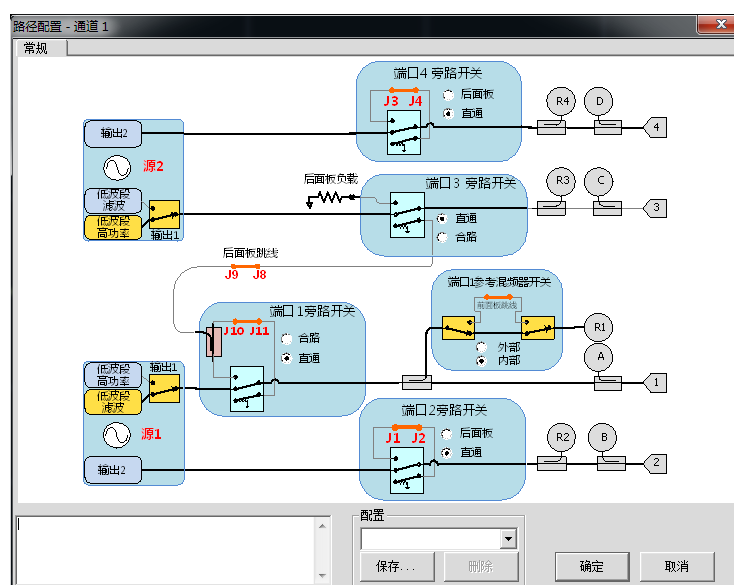 路径配置 - 通道 1
常规
端口4 旁路开关
J3 J4
后面板
直通
R4
D
4
输出2
源2
低波段
滤波
低波段
高功率
输出1
后面板负载
端口3 旁路开关
直通
合路
R3
C
3
后面板跳线
J9 J8
端口1旁路开关
J10 J11
合路
直通
端口1参考混频器开关
前面板跳线
外部
内部
R1
A
1
低波段
高功率
低波段
滤波
输出1
源1
输出2
端口2旁路开关
J1 J2
后面板
直通
R2
B
2
配置
保存...
删除
确定
取消